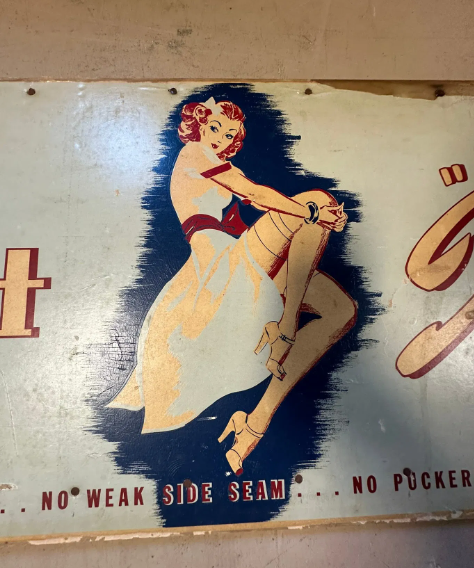 t "S
. . NO WEAK SIDE SEAM . . . NO PUCKER